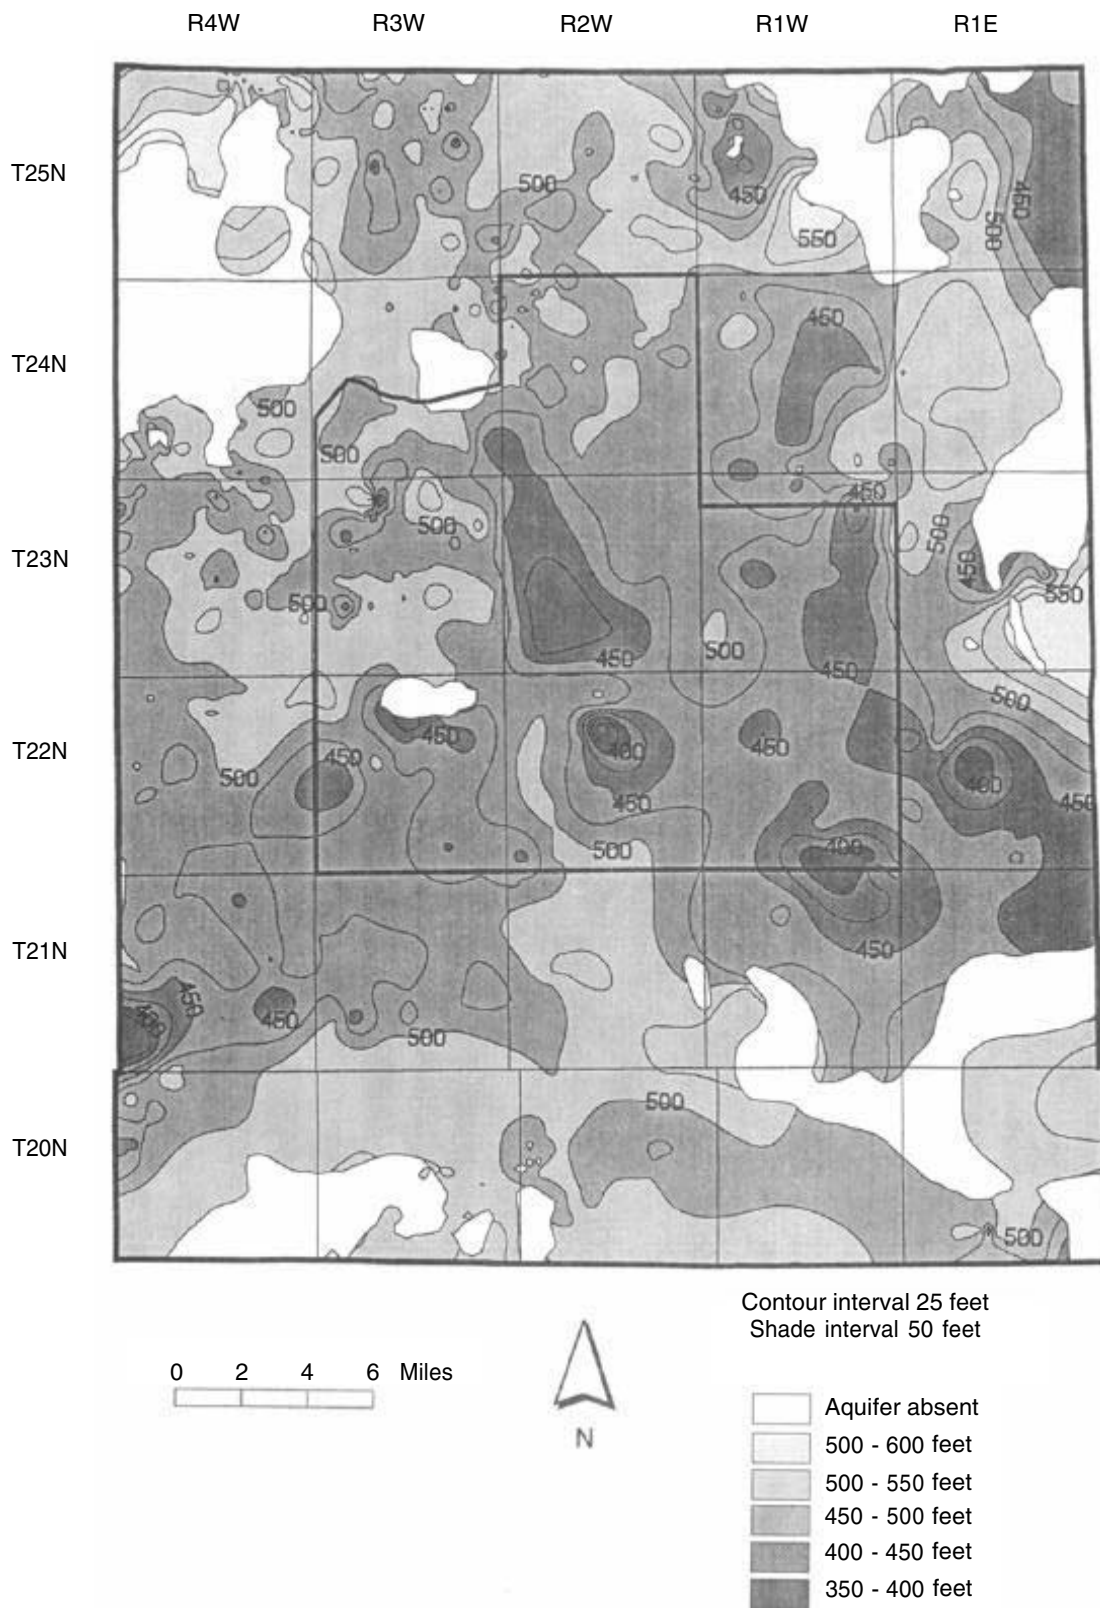 R4W R3W R2W R1W R1E
T25N
500
450
450
500
550
T24N
450
500
500
450
T23N
500
500
450
500
550
500
450
450
T22N
500
450
450
400
450
450
400
450
500
500
400
T21N
450
450
400
450
500
T20N
500
500
Contour interval 25 feet
Shade interval 50 feet
0 2 4 6 Miles
N
Aquifer absent
500 - 600 feet
500 - 550 feet
450 - 500 feet
400 - 450 feet
350 - 400 feet